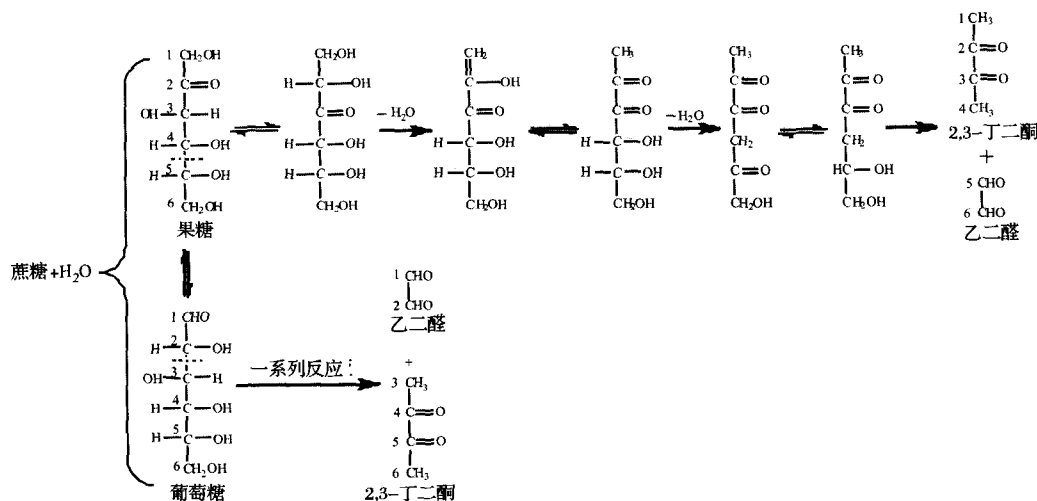 1 CH₂OH
2 C=O
OH-3C-H
H-4C-OH
H-5C-OH
6 CH₂OH
果糖
CH₂OH
H-C-OH
C=O
H-C-OH
H-C-OH
CH₂OH
-H₂O
CH₂
C-OH
C=O
H-C-OH
H-C-OH
CH₂OH
CH₃
C=O
C=O
H-C-OH
H-C-OH
CH₂OH
-H₂O
CH₃
C=O
C=O
CH₂
C=O
CH₂OH
CH₃
C=O
C=O
CH₂
CH-OH
CH₂OH
1 CH₃
2 C=O
3 C=O
4 CH₃
2,3-丁二酮
+
5 CHO
6 CHO
乙二醛
蔗糖+H₂O
1 CHO
H-2C-OH
OH-3C-H
H-4C-OH
H-5C-OH
6 CH₂OH
葡萄糖
一系列反应
1 CHO
2 CHO
乙二醛
+
3 CH₃
4 C=O
5 C=O
6 CH₃
2,3-丁二酮